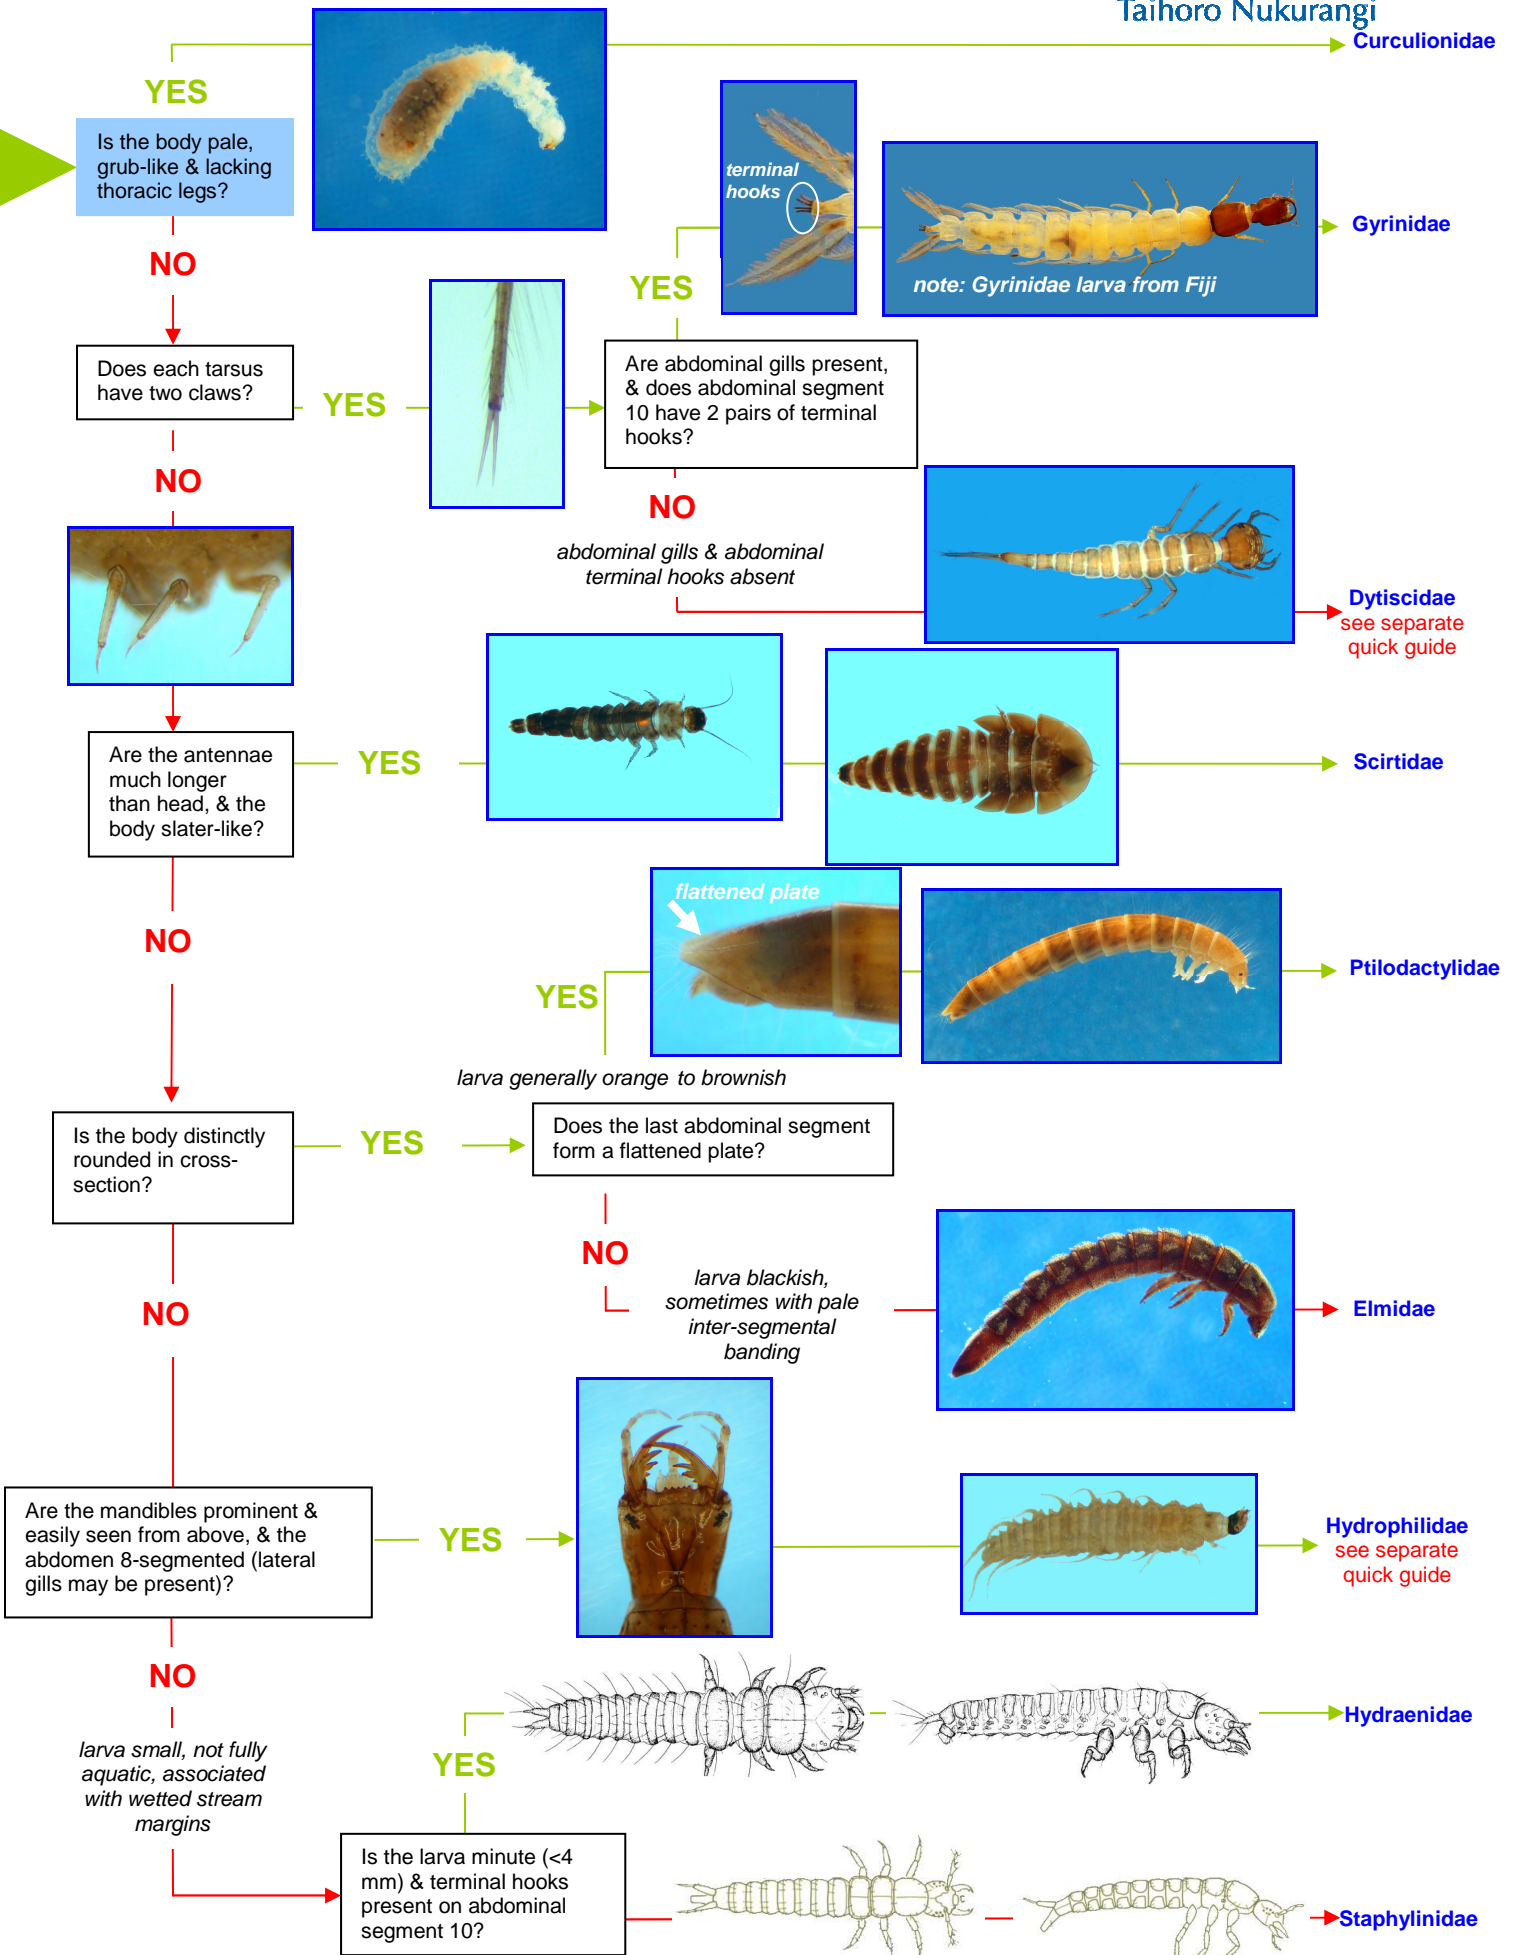 Taihoro Nukurangi
Curculionidae
YES
Is the body pale,
grub-like & lacking
thoracic legs?
NO
terminal
hooks
note: Gyrinidae larva from Fiji
Gyrinidae
YES
Does each tarsus
have two claws?
YES
Are abdominal gills present,
& does abdominal segment
10 have 2 pairs of terminal
hooks?
NO
NO
abdominal gills & abdominal
terminal hooks absent
Dytiscidae
see separate
quick guide
Are the antennae
much longer
than head, & the
body slater-like?
YES
Scirtidae
NO
flattened plate
YES
Ptilodactylidae
larva generally orange to brownish
Is the body distinctly
rounded in cross-
section?
YES
Does the last abdominal segment
form a flattened plate?
NO
larva blackish,
sometimes with pale
inter-segmental
banding
Elmidae
NO
Are the mandibles prominent &
easily seen from above, & the
abdomen 8-segmented (lateral
gills may be present)?
YES
Hydrophilidae
see separate
quick guide
NO
larva small, not fully
aquatic, associated
with wetted stream
margins
YES
Hydraenidae
Is the larva minute (<4
mm) & terminal hooks
present on abdominal
segment 10?
Staphylinidae